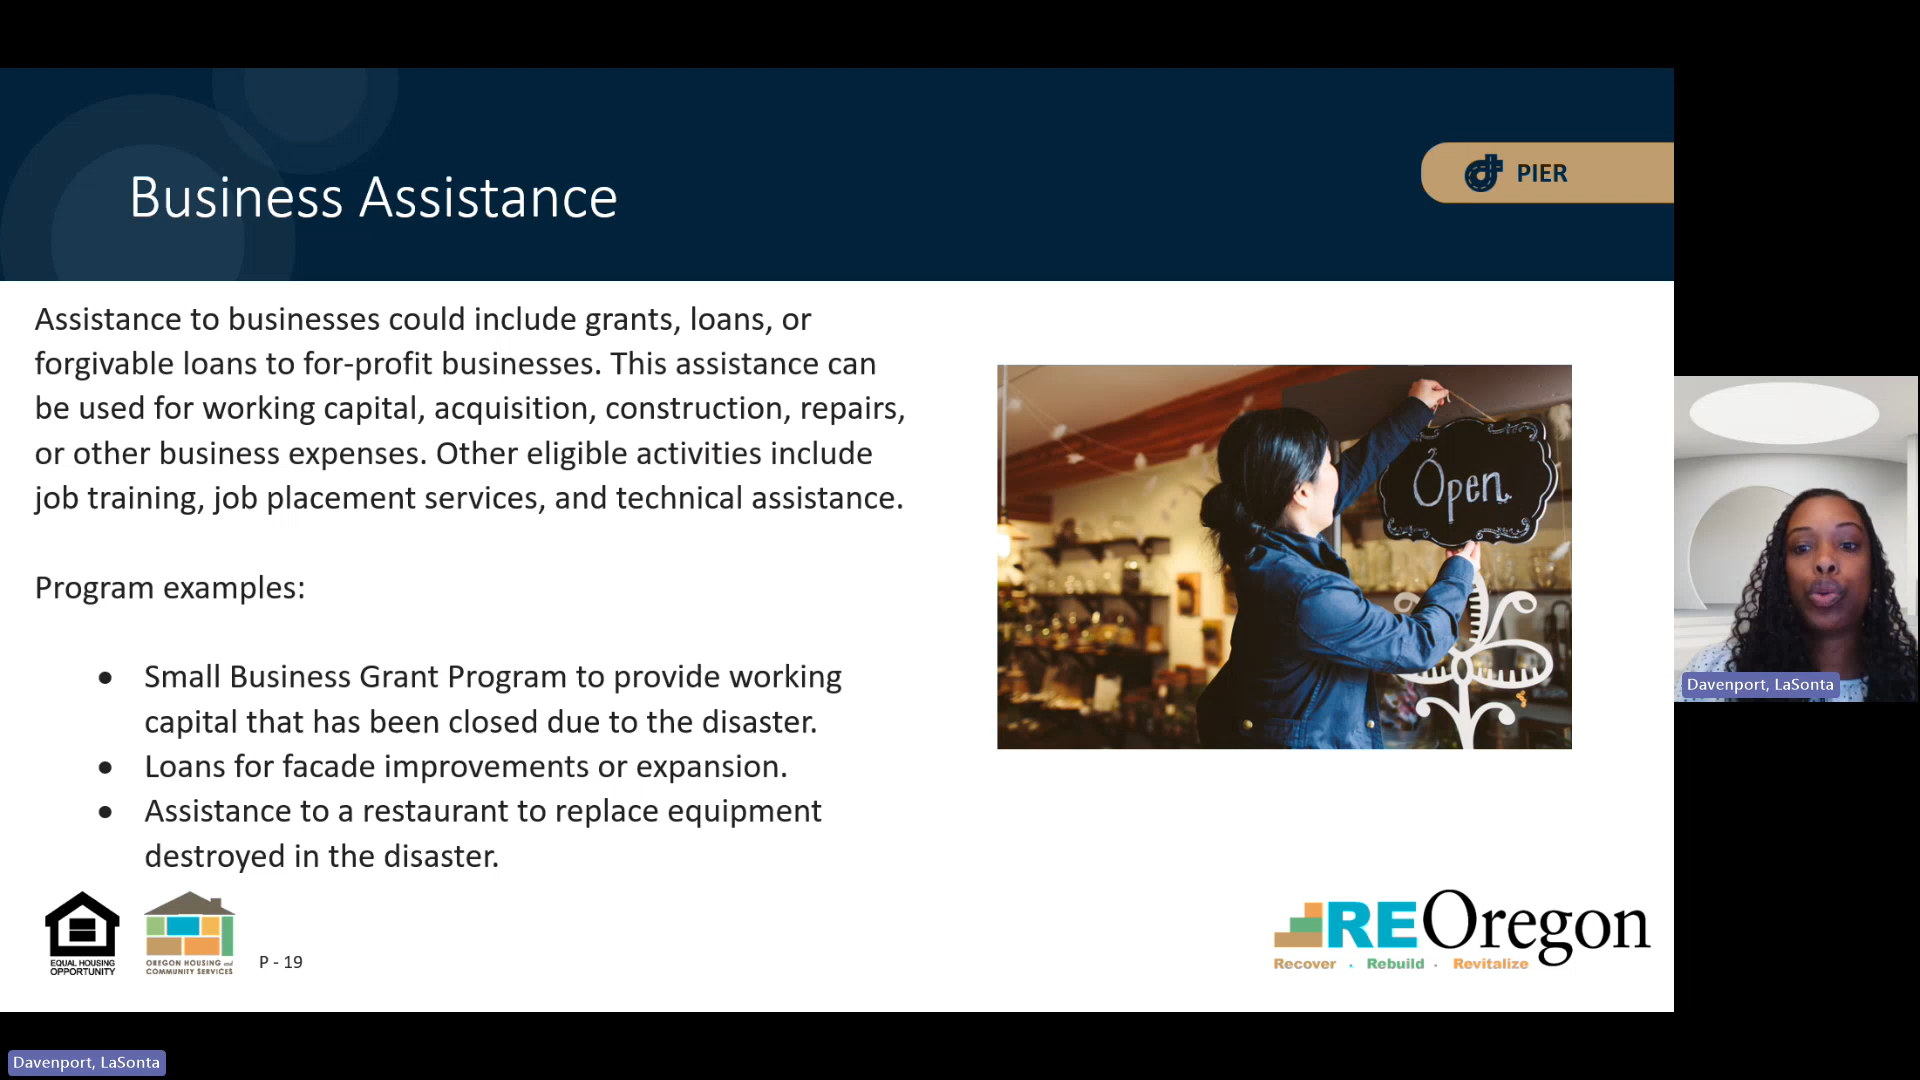 Business Assistance
PIER
Assistance to businesses could include grants, loans, or
forgivable loans to for-profit businesses. This assistance can
be used for working capital, acquisition, construction, repairs,
or other business expenses. Other eligible activities include
job training, job placement services, and technical assistance.
Program examples:
● Small Business Grant Program to provide working
capital that has been closed due to the disaster.
● Loans for facade improvements or expansion.
● Assistance to a restaurant to replace equipment
destroyed in the disaster.
Open
Davenport, LaSonta
EQUAL HOUSING
OPPORTUNITY
OREGON HOUSING and
COMMUNITY SERVICES
P - 19
REOregon
Recover . Rebuild . Revitalize
Davenport, LaSonta